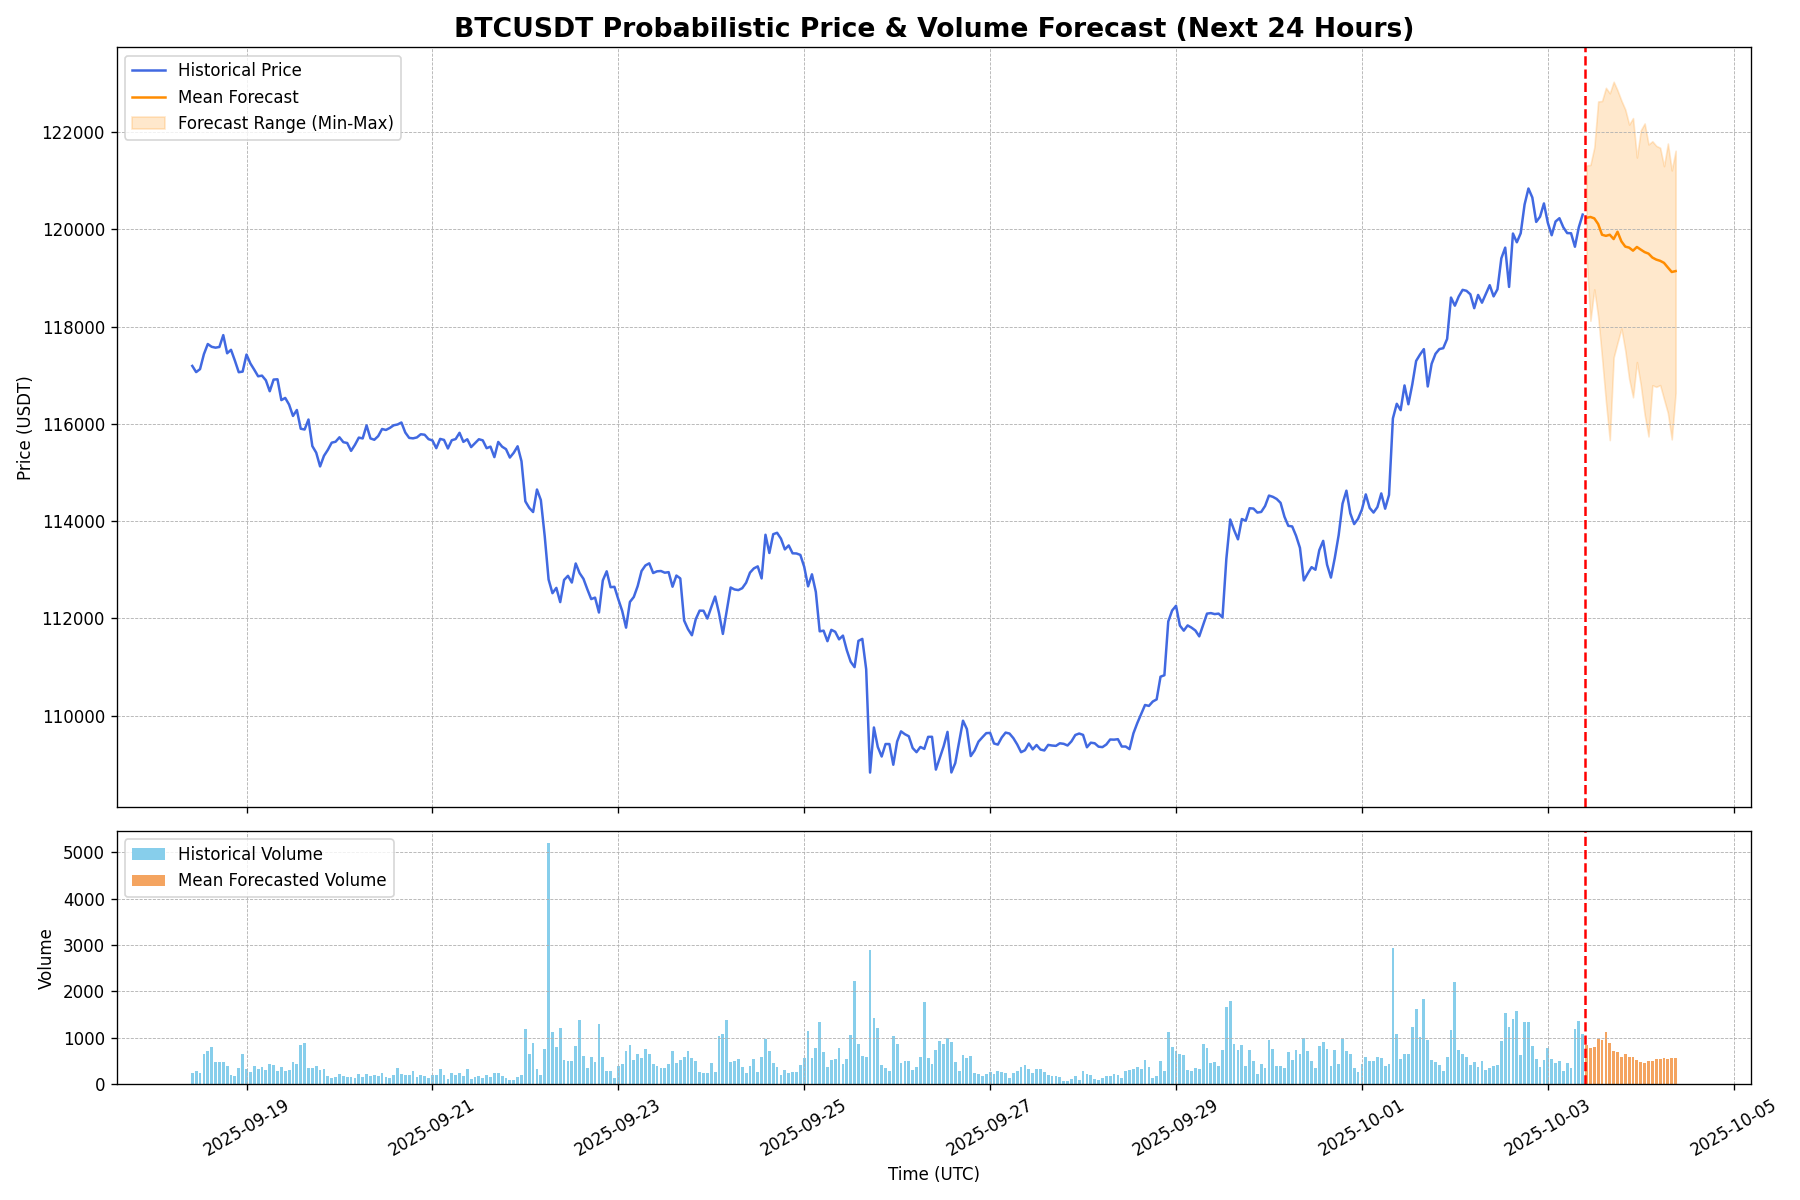 BTCUSDT Probabilistic Price & Volume Forecast (Next 24 Hours)
Historical Price
Mean Forecast
Forecast Range (Min-Max)
Price (USDT)
122000
120000
118000
116000
114000
112000
110000
Historical Volume
Mean Forecasted Volume
Volume
5000
4000
3000
2000
1000
0
2025-09-19
2025-09-21
2025-09-23
2025-09-25
2025-09-27
2025-09-29
2025-10-01
2025-10-03
2025-10-05
Time (UTC)